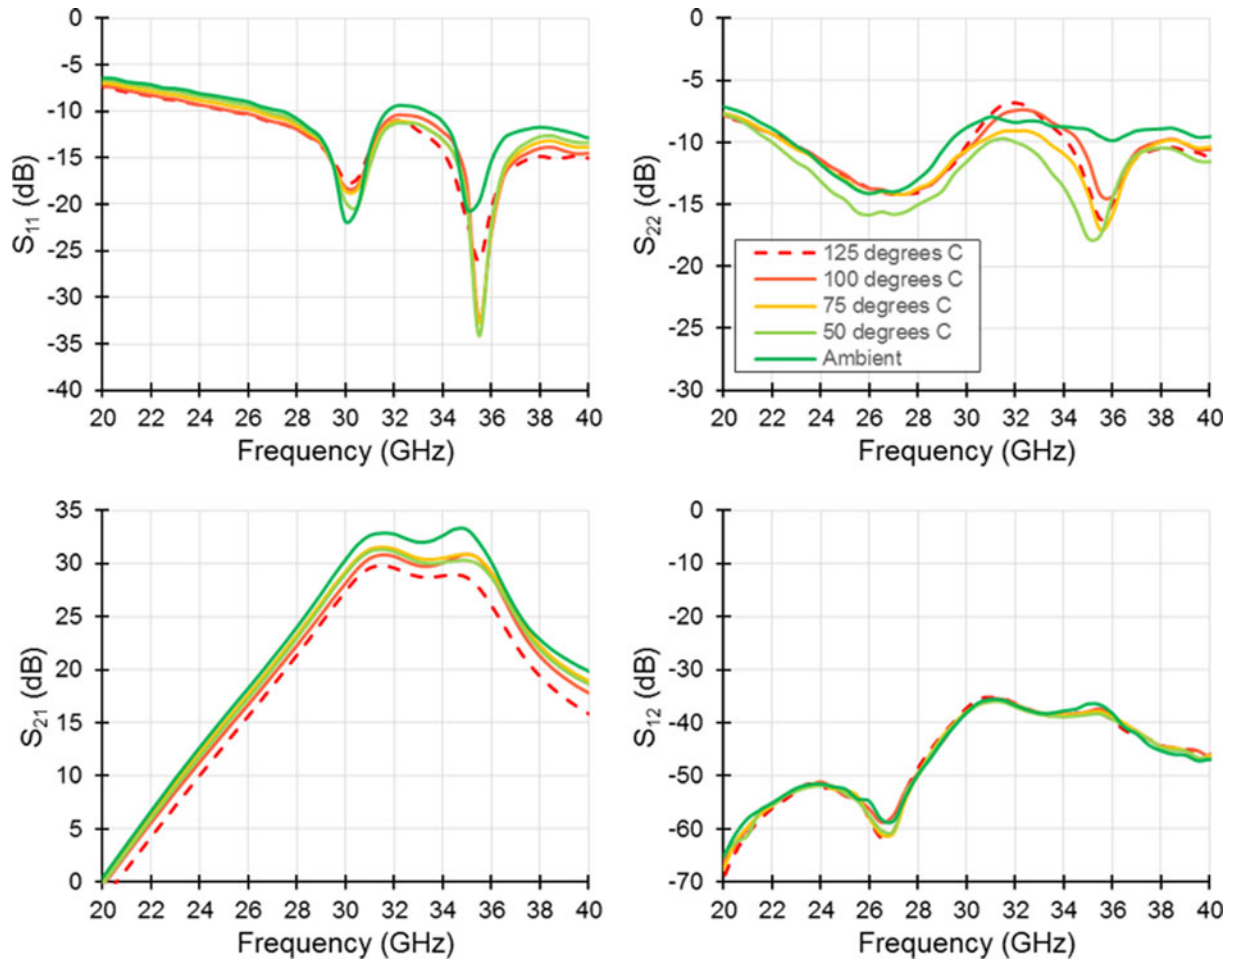 0
-5
-10
-15
-20
-25
-30
-35
-40
S11 (dB)
20 22 24 26 28 30 32 34 36 38 40
Frequency (GHz)
0
-5
-10
-15
-20
-25
-30
S22 (dB)
125 degrees C
100 degrees C
75 degrees C
50 degrees C
Ambient
20 22 24 26 28 30 32 34 36 38 40
Frequency (GHz)
35
30
25
20
15
10
5
0
S21 (dB)
20 22 24 26 28 30 32 34 36 38 40
Frequency (GHz)
0
-10
-20
-30
-40
-50
-60
-70
S12 (dB)
20 22 24 26 28 30 32 34 36 38 40
Frequency (GHz)